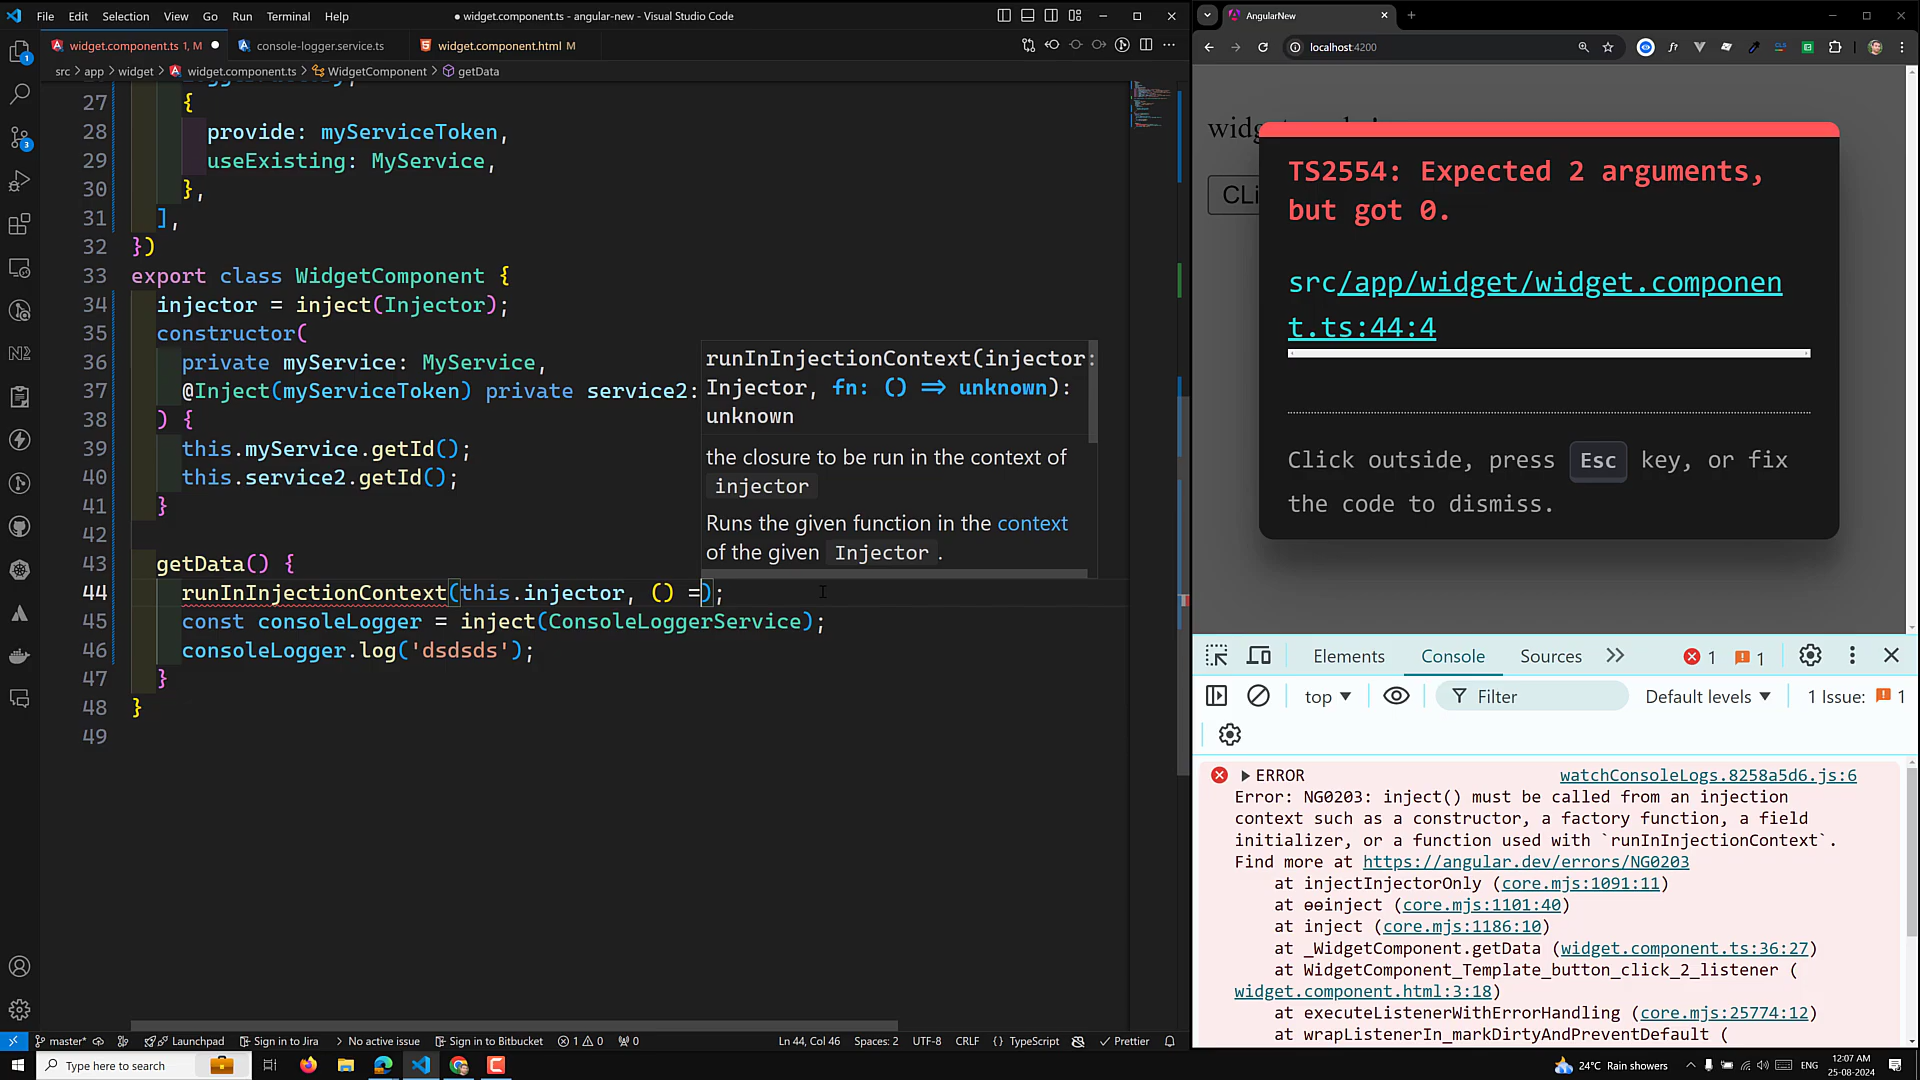 File Edit Selection View Go Run Terminal Help
● widget.component.ts - angular-new - Visual Studio Code
widget.component.ts 1, M ●
console-logger.service.ts
widget.component.html M
src > app > widget > widget.component.ts > WidgetComponent > getData
27 {
28 provide: myServiceToken,
29 useExisting: MyService,
30 },
31 ],
32 })
33 export class WidgetComponent {
34 injector = inject(Injector);
35 constructor(
36 private myService: MyService,
37 @Inject(myServiceToken) private service2:
38 ) {
39 this.myService.getId();
40 this.service2.getId();
41 }
42
43 getData() {
44 runInInjectionContext(this.injector, () =);
45 const consoleLogger = inject(ConsoleLoggerService);
46 consoleLogger.log('dsdsds');
47 }
48 }
49
runInInjectionContext(injector:
Injector, fn: () => unknown):
unknown
the closure to be run in the context of
injector
Runs the given function in the context
of the given Injector.
1
3
master* Launchpad Sign in to Jira No active issue Sign in to Bitbucket 1 0 0 Ln 44, Col 46 Spaces: 2 UTF-8 CRLF {} TypeScript Prettier
AngularNew
localhost:4200
TS2554: Expected 2 arguments,
but got 0.
src/app/widget/widget.componen
t.ts:44:4
Click outside, press Esc key, or fix
the code to dismiss.
Elements Console Sources 1 1
top Filter Default levels 1 Issue: 1
ERROR watchConsoleLogs.8258a5d6.js:6
Error: NG0203: inject() must be called from an injection
context such as a constructor, a factory function, a field
initializer, or a function used with `runInInjectionContext`.
Find more at https://angular.dev/errors/NG0203
at injectInjectorOnly (core.mjs:1091:11)
at ɵɵinject (core.mjs:1101:40)
at inject (core.mjs:1186:10)
at _WidgetComponent.getData (widget.component.ts:36:27)
at WidgetComponent_Template_button_click_2_listener (
widget.component.html:3:18)
at executeListenerWithErrorHandling (core.mjs:25774:12)
at wrapListenerIn_markDirtyAndPreventDefault (
Type here to search
24°C Rain showers
ENG
12:07 AM
25-08-2024